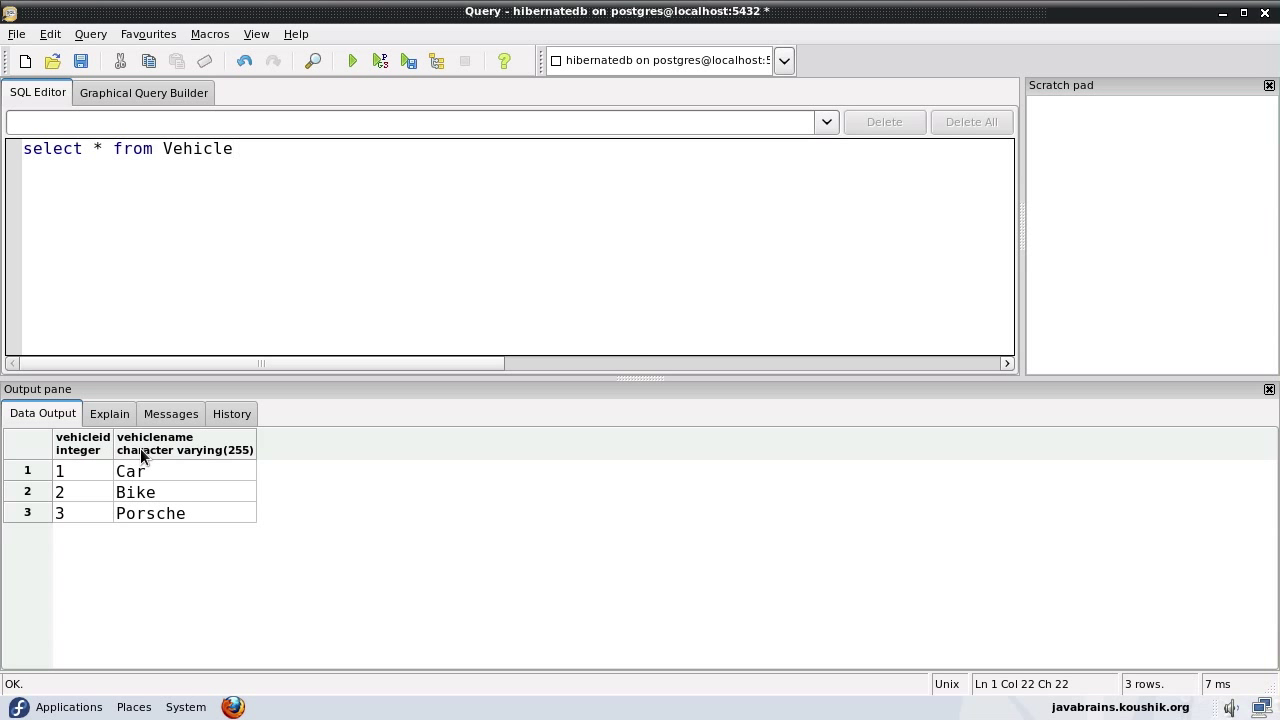 Query - hibernatedb on postgres@localhost:5432 *
File Edit Query Favourites Macros View Help
hibernatedb on postgres@localhost:5
SQL Editor Graphical Query Builder
Scratch pad
Delete Delete All
select * from Vehicle
Output pane
Data Output Explain Messages History
vehicleid vehiclename
integer character varying(255)
1 1 Car
2 2 Bike
3 3 Porsche
OK. Unix Ln 1 Col 22 Ch 22 3 rows. 7 ms
Applications Places System javabrains.koushik.org